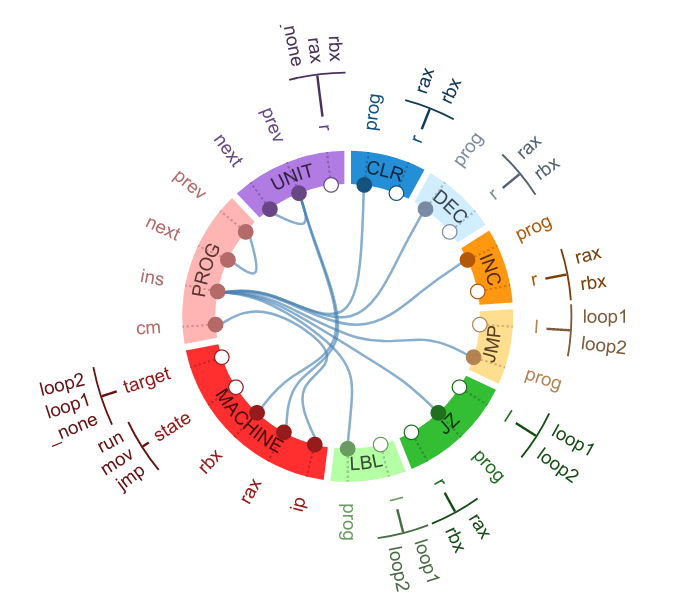 UNIT
next
prev
r
_none
rax
rbx
CLR
prog
r
rax
rbx
DEC
prog
r
rax
rbx
INC
prog
r
rax
rbx
JMP
l
loop1
loop2
prog
JZ
l
loop1
loop2
prog
r
rax
rbx
LBL
l
loop1
loop2
prog
MACHINE
ip
rax
rbx
state
run
mov
jmp
target
loop2
loop1
_none
PROG
cm
ins
next
prev